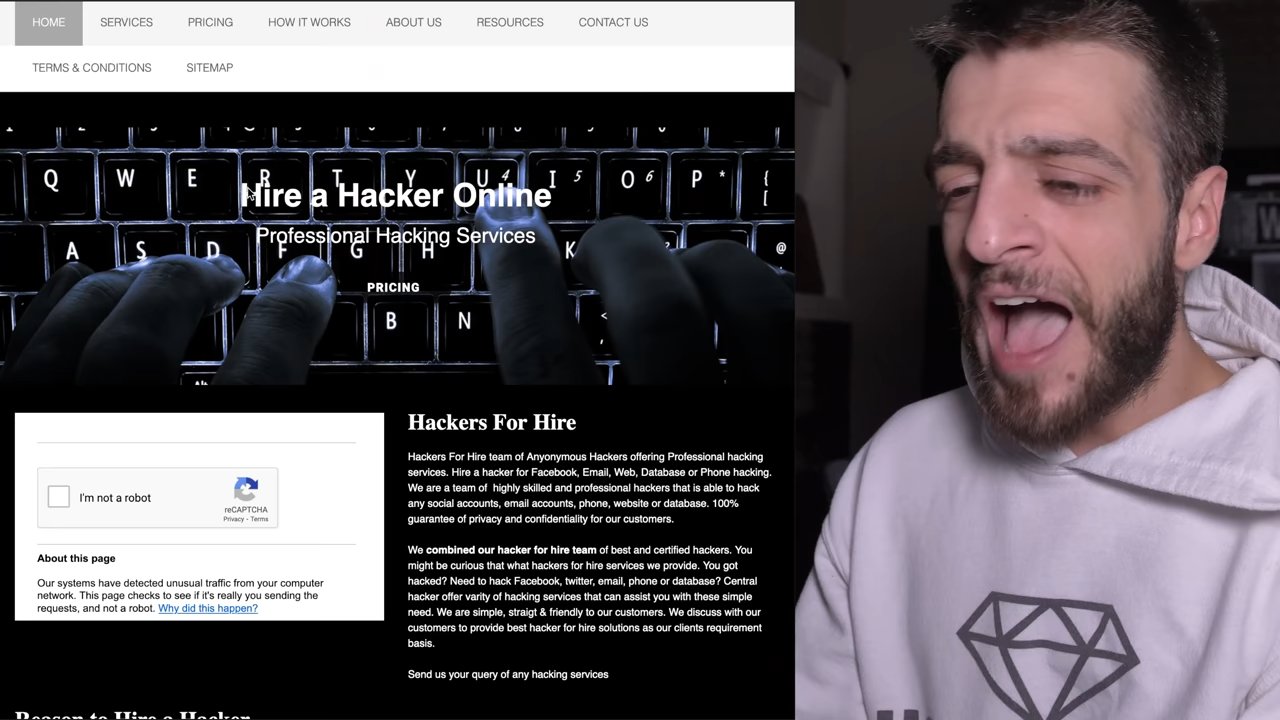 HOME SERVICES PRICING HOW IT WORKS ABOUT US RESOURCES CONTACT US
TERMS & CONDITIONS SITEMAP
Q W E R T Y U 4 I 5 O 6 P * {
[
Hire a Hacker Online
Professional Hacking Services
A S D F G H K @
PRICING
B N <
Alt
I'm not a robot
reCAPTCHA
Privacy - Terms
About this page
Our systems have detected unusual traffic from your computer
network. This page checks to see if it's really you sending the
requests, and not a robot. Why did this happen?
Hackers For Hire
Hackers For Hire team of Anyonymous Hackers offering Professional hacking
services. Hire a hacker for Facebook, Email, Web, Database or Phone hacking.
We are a team of highly skilled and professional hackers that is able to hack
any social accounts, email accounts, phone, website or database. 100%
guarantee of privacy and confidentiality for our customers.
We combined our hacker for hire team of best and certified hackers. You
might be curious that what hackers for hire services we provide. You got
hacked? Need to hack Facebook, twitter, email, phone or database? Central
hacker offer varity of hacking services that can assist you with these simple
need. We are simple, straigt & friendly to our customers. We discuss with our
customers to provide best hacker for hire solutions as our clients requirement
basis.
Send us your query of any hacking services
Reason to Hire a Hacker